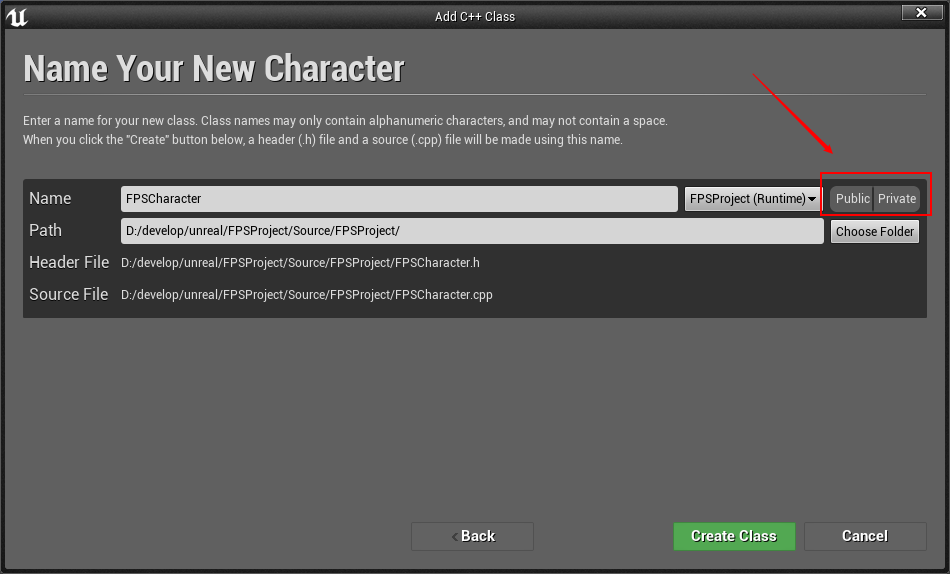 Add C++ Class
Name Your New Character
Enter a name for your new class. Class names may only contain alphanumeric characters, and may not contain a space.
When you click the "Create" button below, a header (.h) file and a source (.cpp) file will be made using this name.
Name FPSCharacter FPSProject (Runtime) Public Private
Path D:/develop/unreal/FPSProject/Source/FPSProject/ Choose Folder
Header File D:/develop/unreal/FPSProject/Source/FPSProject/FPSCharacter.h
Source File D:/develop/unreal/FPSProject/Source/FPSProject/FPSCharacter.cpp
Back Create Class Cancel